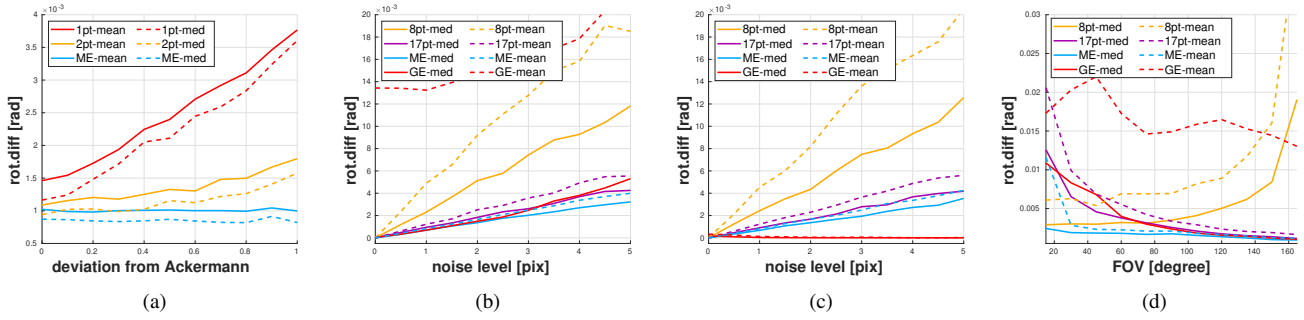 ×10⁻³
4
3.5
3
2.5
2
1.5
1
0.5
rot.diff [rad]
1pt-mean 1pt-med
2pt-mean 2pt-med
ME-mean ME-med
0 0.2 0.4 0.6 0.8 1
deviation from Ackermann
(a)
×10⁻³
20
18
16
14
12
10
8
6
4
2
0
rot.diff [rad]
8pt-med 8pt-mean
17pt-med 17pt-mean
ME-med ME-mean
GE-med GE-mean
0 1 2 3 4 5
noise level [pix]
(b)
×10⁻³
20
18
16
14
12
10
8
6
4
2
0
rot.diff [rad]
8pt-med 8pt-mean
17pt-med 17pt-mean
ME-med ME-mean
GE-med GE-mean
0 1 2 3 4 5
noise level [pix]
(c)
0.03
0.025
0.02
0.015
0.01
0.005
rot.diff [rad]
8pt-med 8pt-mean
17pt-med 17pt-mean
ME-med ME-mean
GE-med GE-mean
20 40 60 80 100 120 140 160
FOV [degree]
(d)